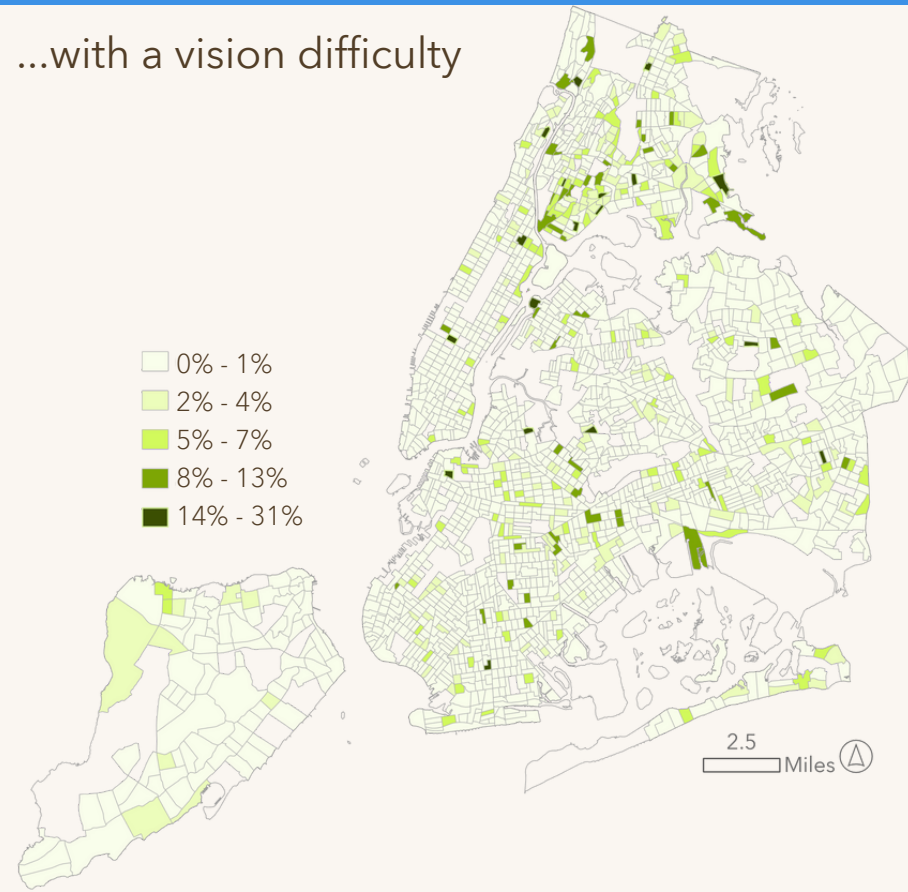 ...with a vision difficulty
0% - 1%
2% - 4%
5% - 7%
8% - 13%
14% - 31%
2.5
Miles